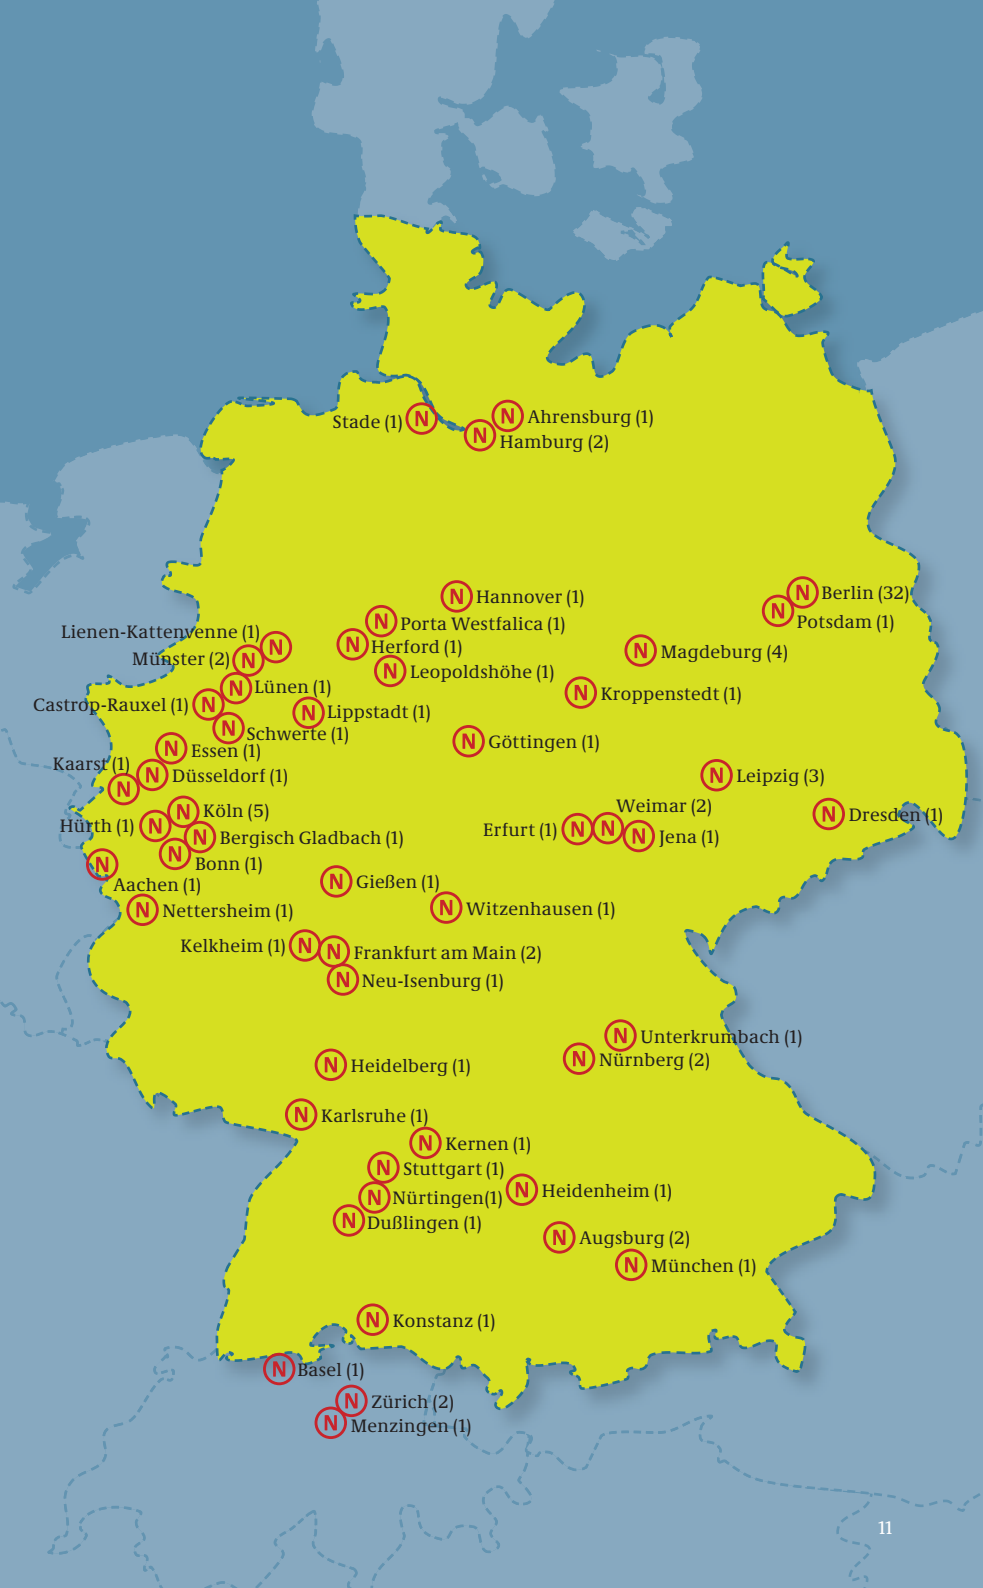 N Ahrensburg (1)
Stade (1) N
N Hamburg (2)
N Berlin (32)
N Hannover (1)
N Potsdam (1)
N Porta Westfalica (1)
Lienen-Kattenvenne (1) N
N Herford (1)
N Magdeburg (4)
Münster (2) N
N Leopoldshöhe (1)
N Lünen (1)
N Kroppenstedt (1)
Castrop-Rauxel (1) N
N Lippstadt (1)
N Schwerte (1)
N Göttingen (1)
N Essen (1)
Kaarst (1) N
N Düsseldorf (1)
N Leipzig (3)
N Weimar (2)
N Köln (5)
N Dresden (1)
Hürth (1) N
Erfurt (1) N
N Jena (1)
N Bergisch Gladbach (1)
N Bonn (1)
N Aachen (1)
N Gießen (1)
N Nettersheim (1)
N Witzenhausen (1)
Kelkheim (1) N
N Frankfurt am Main (2)
N Neu-Isenburg (1)
N Unterkrumbach (1)
N Nürnberg (2)
N Heidelberg (1)
N Karlsruhe (1)
N Kernen (1)
N Stuttgart (1)
N Heidenheim (1)
N Nürtingen(1)
N Dußlingen (1)
N Augsburg (2)
N München (1)
N Konstanz (1)
N Basel (1)
N Zürich (2)
N Menzingen (1)
11